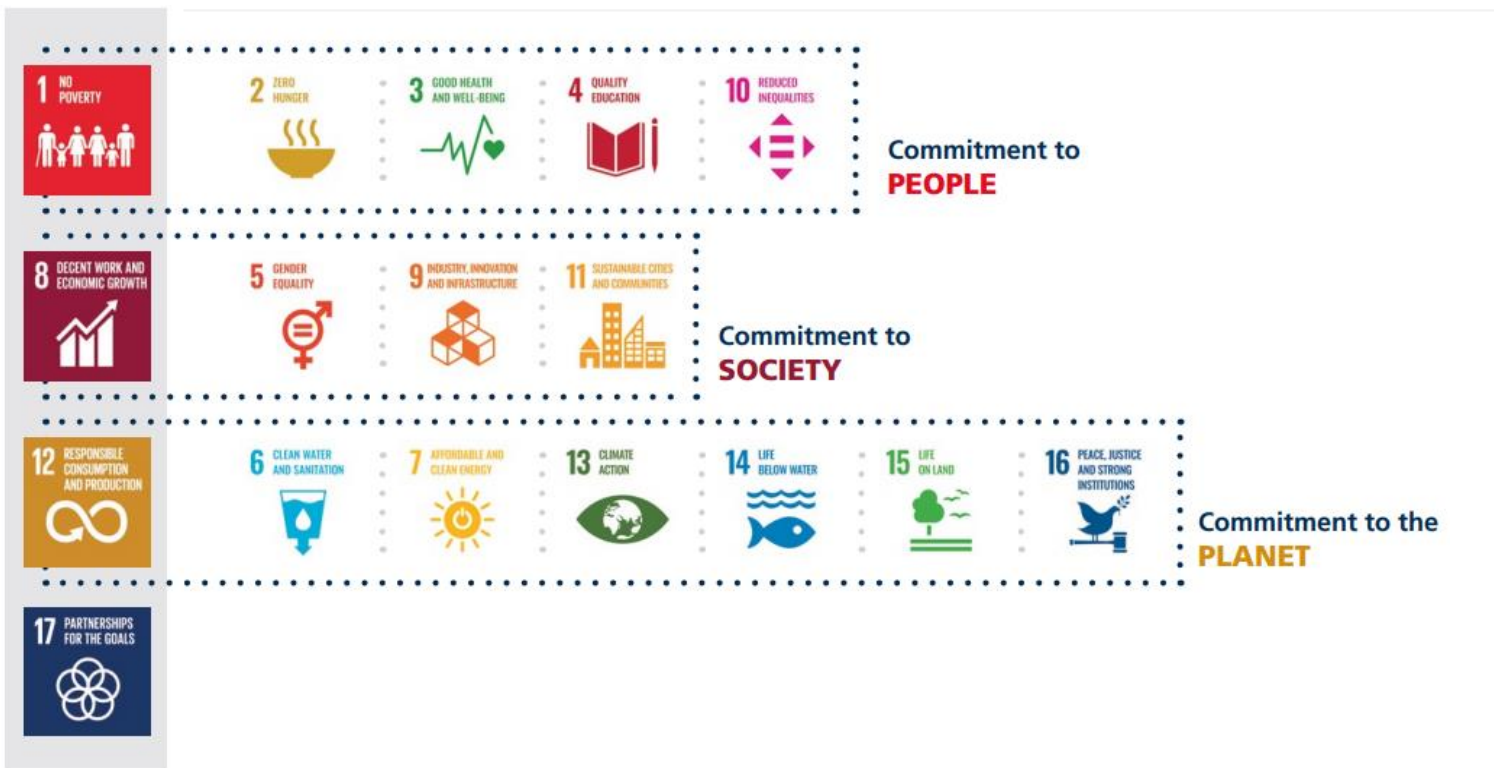 1 NO
POVERTY
2 ZERO
HUNGER
3 GOOD HEALTH
AND WELL-BEING
4 QUALITY
EDUCATION
10 REDUCED
INEQUALITIES
Commitment to
PEOPLE
8 DECENT WORK AND
ECONOMIC GROWTH
5 GENDER
EQUALITY
9 INDUSTRY, INNOVATION
AND INFRASTRUCTURE
11 SUSTAINABLE CITIES
AND COMMUNITIES
Commitment to
SOCIETY
12 RESPONSIBLE
CONSUMPTION
AND PRODUCTION
6 CLEAN WATER
AND SANITATION
7 AFFORDABLE AND
CLEAN ENERGY
13 CLIMATE
ACTION
14 LIFE
BELOW WATER
15 LIFE
ON LAND
16 PEACE, JUSTICE
AND STRONG
INSTITUTIONS
Commitment to the
PLANET
17 PARTNERSHIPS
FOR THE GOALS